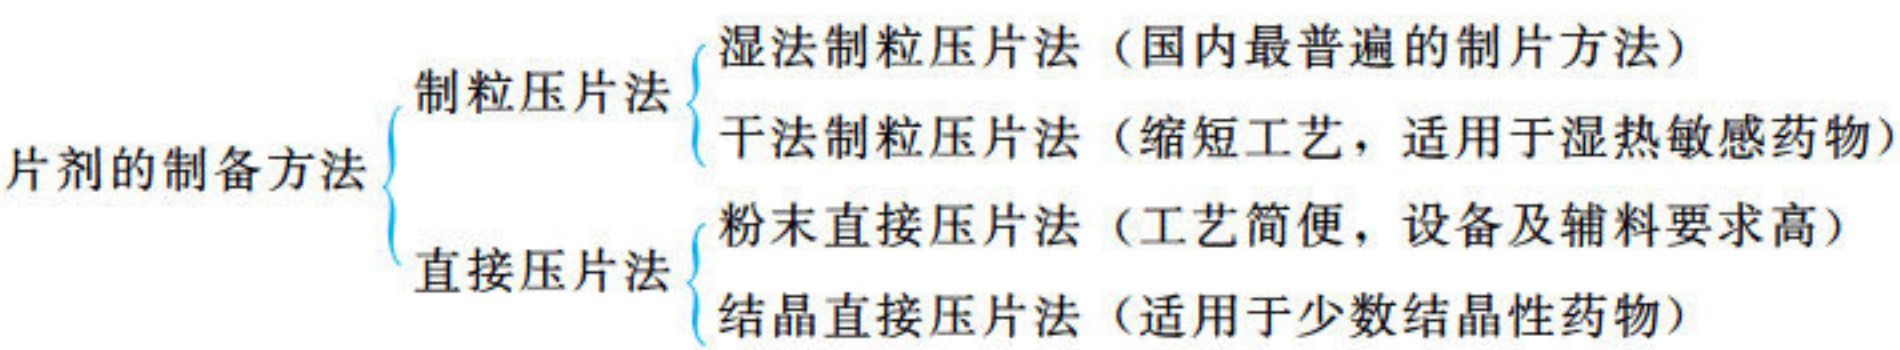 片剂的制备方法
制粒压片法
湿法制粒压片法（国内最普遍的制片方法）
干法制粒压片法（缩短工艺，适用于湿热敏感药物）
直接压片法
粉末直接压片法（工艺简便，设备及辅料要求高）
结晶直接压片法（适用于少数结晶性药物）